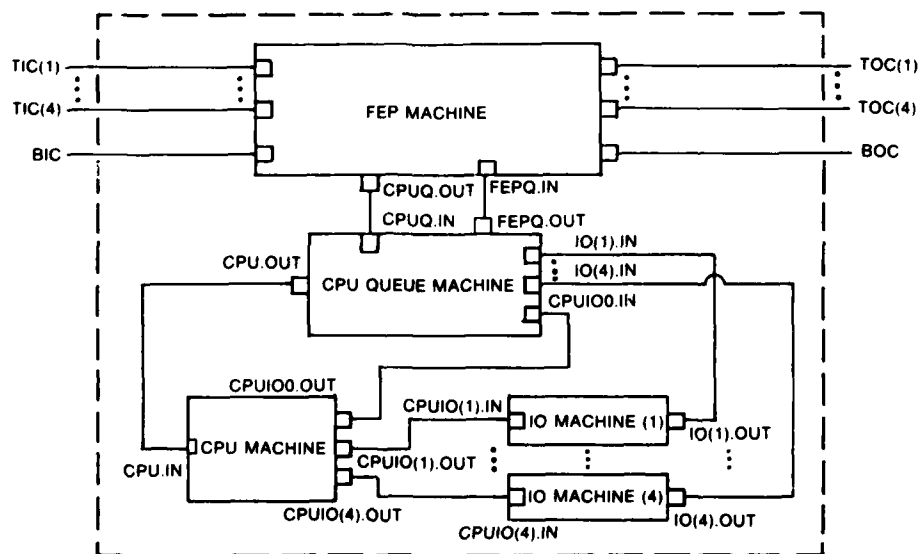 TIC(1)
TOC(1)
TIC(4)
FEP MACHINE
TOC(4)
BIC
BOC
CPUQ.OUT
FEPQ.IN
CPUQ.IN
FEPQ.OUT
IO(1).IN
CPU.OUT
IO(4).IN
CPU QUEUE MACHINE
CPUIO0.IN
CPUIO0.OUT
CPUIO(1).IN
IO MACHINE (1)
CPU MACHINE
IO(1).OUT
CPU.IN
CPUIO(1).OUT
IO MACHINE (4)
CPUIO(4).OUT
CPUIO(4).IN
IO(4).OUT